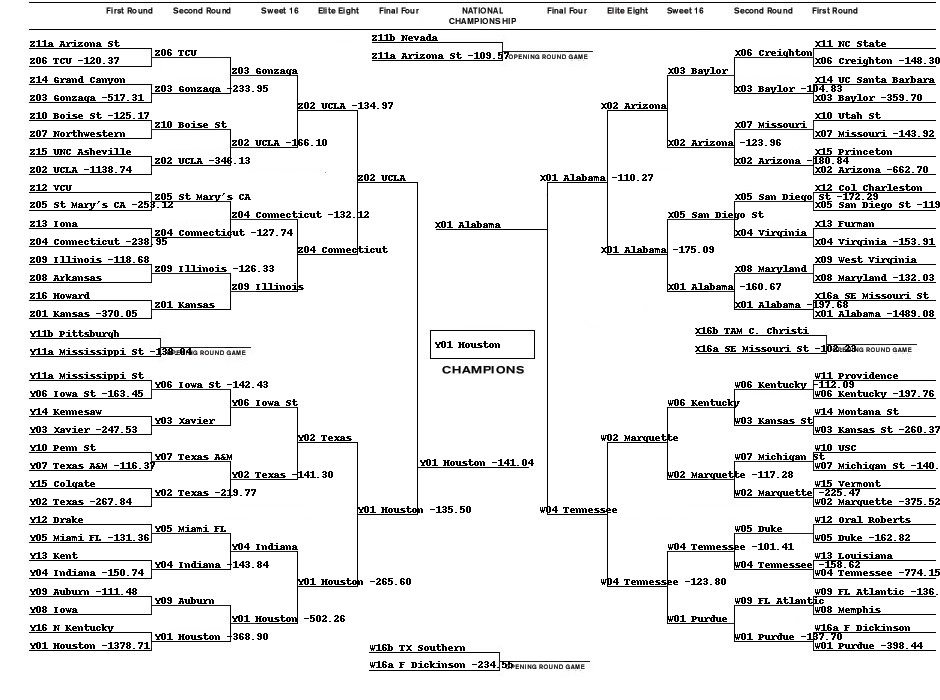 First Round Second Round Sweet 16 Elite Eight Final Four NATIONAL CHAMPIONSHIP Final Four Elite Eight Sweet 16 Second Round First Round
Z11b Nevada
Z11a Arizona St -109.57 OPENING ROUND GAME
Z11a Arizona St
Z06 TCU -120.37
Z14 Grand Canyon
Z03 Gonzaga -517.31
Z10 Boise St -125.17
Z07 Northwestern
Z15 UNC Asheville
Z02 UCLA -1138.74
Z12 VCU
Z05 St Mary's CA -253.12
Z13 Iona
Z04 Connecticut -238.95
Z09 Illinois -118.68
Z08 Arkansas
Z16 Howard
Z01 Kansas -370.05
Z06 TCU
Z03 Gonzaga -233.95
Z10 Boise St
Z02 UCLA -346.13
Z05 St Mary's CA
Z04 Connecticut -127.74
Z09 Illinois -126.33
Z01 Kansas
Z03 Gonzaga
Z02 UCLA -166.10
Z04 Connecticut -132.12
Z09 Illinois
Z02 UCLA -134.97
Z04 Connecticut
Z02 UCLA
Y11b Pittsburgh
Y11a Mississippi St OPENING ROUND GAME
Y11a Mississippi St
Y06 Iowa St -163.45
Y14 Kennesaw
Y03 Xavier -247.53
Y10 Penn St
Y07 Texas A&M -116.37
Y15 Colgate
Y02 Texas -267.84
Y12 Drake
Y05 Miami FL -131.36
Y13 Kent
Y04 Indiana -150.74
Y09 Auburn -111.48
Y08 Iowa
Y16 N Kentucky
Y01 Houston -1378.71
Y06 Iowa St -142.43
Y03 Xavier
Y07 Texas A&M
Y02 Texas -219.77
Y05 Miami FL
Y04 Indiana -143.84
Y09 Auburn
Y01 Houston -368.90
Y06 Iowa St
Y02 Texas -141.30
Y04 Indiana
Y01 Houston -502.26
Y02 Texas
Y01 Houston -265.60
Y01 Houston -135.50
X01 Alabama
Y01 Houston
CHAMPIONS
Y01 Houston -141.04
X01 Alabama -110.27
X02 Arizona
X01 Alabama -175.09
X03 Baylor
X02 Arizona -123.96
X05 San Diego St
X01 Alabama -160.67
X06 Creighton
X03 Baylor -104.83
X07 Missouri
X02 Arizona -180.84
X05 San Diego St -172.29
X04 Virginia
X08 Maryland
X01 Alabama -197.68
X11 NC State
X06 Creighton -148.30
X14 UC Santa Barbara
X03 Baylor -359.70
X10 Utah St
X07 Missouri -143.92
X15 Princeton
X02 Arizona -662.70
X12 Col Charleston
X05 San Diego St -119
X13 Furman
X04 Virginia -153.91
X09 West Virginia
X08 Maryland -132.03
X16a SE Missouri St
X01 Alabama -1489.08
X16b TAM C. Christi
X16a SE Missouri St OPENING ROUND GAME
W04 Tennessee
W02 Marquette
W04 Tennessee -123.80
W06 Kentucky
W02 Marquette -117.28
W04 Tennessee -101.41
W01 Purdue
W06 Kentucky -112.09
W03 Kansas St
W07 Michigan St
W02 Marquette -225.47
W05 Duke
W04 Tennessee -158.62
W09 FL Atlantic
W01 Purdue -137.70
W11 Providence
W06 Kentucky -197.76
W14 Montana St
W03 Kansas St -260.37
W10 USC
W07 Michigan St -140.
W15 Vermont
W02 Marquette -375.52
W12 Oral Roberts
W05 Duke -162.82
W13 Louisiana
W04 Tennessee -774.15
W09 FL Atlantic -136.
W08 Memphis
W16a F Dickinson
W01 Purdue -398.44
W16b TX Southern
W16a F Dickinson -234.55 OPENING ROUND GAME